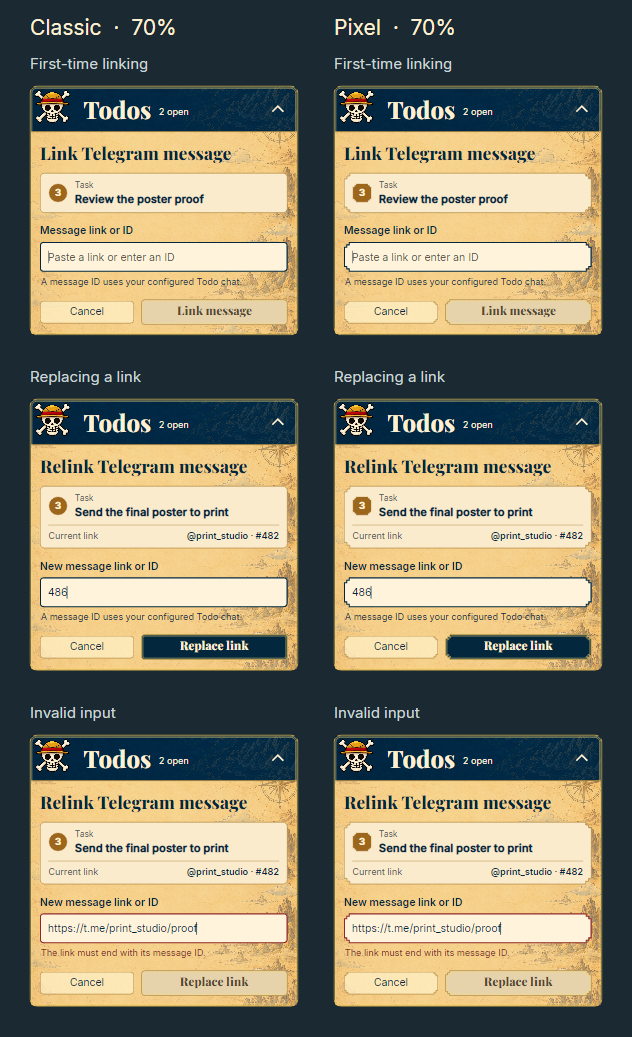 Classic · 70%
First-time linking
Todos 2 open
Link Telegram message
3
Task
Review the poster proof
Message link or ID
Paste a link or enter an ID
A message ID uses your configured Todo chat.
Cancel
Link message
Replacing a link
Todos 2 open
Relink Telegram message
3
Task
Send the final poster to print
Current link @print_studio · #482
New message link or ID
486
A message ID uses your configured Todo chat.
Cancel
Replace link
Invalid input
Todos 2 open
Relink Telegram message
3
Task
Send the final poster to print
Current link @print_studio · #482
New message link or ID
https://t.me/print_studio/proof
The link must end with its message ID.
Cancel
Replace link
Pixel · 70%
First-time linking
Todos 2 open
Link Telegram message
3
Task
Review the poster proof
Message link or ID
Paste a link or enter an ID
A message ID uses your configured Todo chat.
Cancel
Link message
Replacing a link
Todos 2 open
Relink Telegram message
3
Task
Send the final poster to print
Current link @print_studio · #482
New message link or ID
486
A message ID uses your configured Todo chat.
Cancel
Replace link
Invalid input
Todos 2 open
Relink Telegram message
3
Task
Send the final poster to print
Current link @print_studio · #482
New message link or ID
https://t.me/print_studio/proof
The link must end with its message ID.
Cancel
Replace link